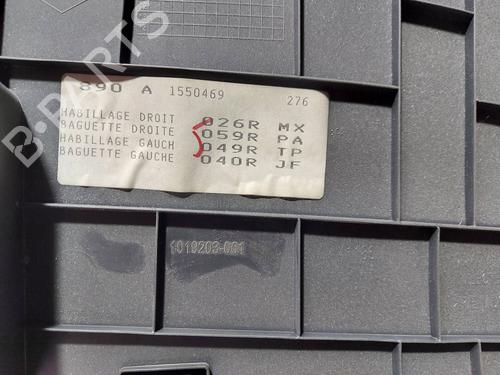 B-PARTS
890 A 1550469 276
HABILLAGE DROIT 026R MX
BAGUETTE DROITE 059R PA
HABILLAGE GAUCH 049R TP
BAGUETTE GAUCHE 040R JF
1019203-001
B-PARTS